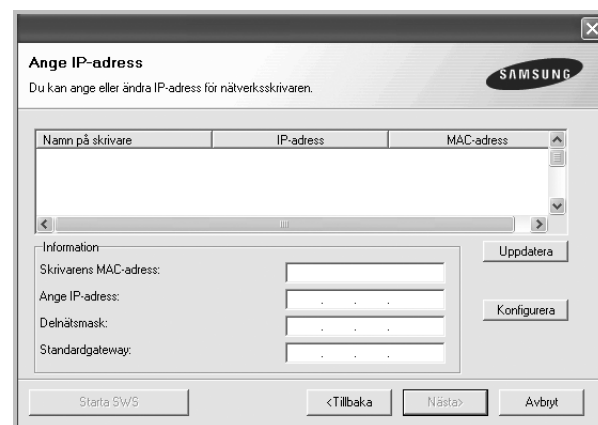 Ange IP-adress
Du kan ange eller ändra IP-adress för nätverksskrivaren.
SAMSUNG
Namn på skrivare IP-adress MAC-adress
Information
Uppdatera
Skrivarens MAC-adress:
Ange IP-adress:
Konfigurera
Delnätsmask:
Standardgateway:
Starta SWS <Tillbaka Nästa> Avbryt